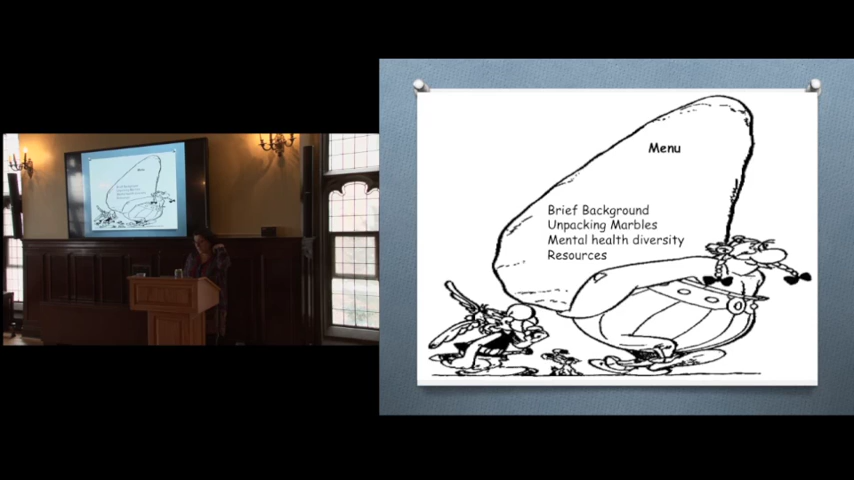 Menu
Brief Background
Unpacking Marbles
Mental health diversity
Resources